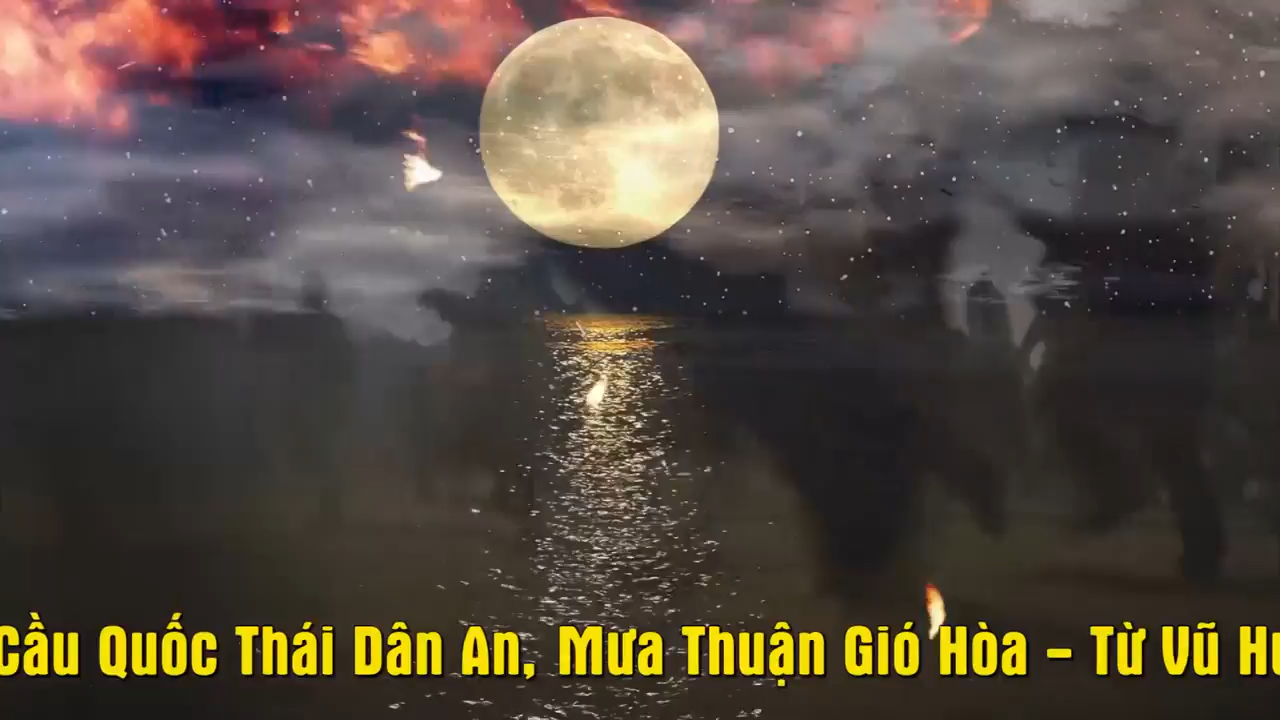 Cầu Quốc Thái Dân An, Mưa Thuận Gió Hòa – Từ Vũ